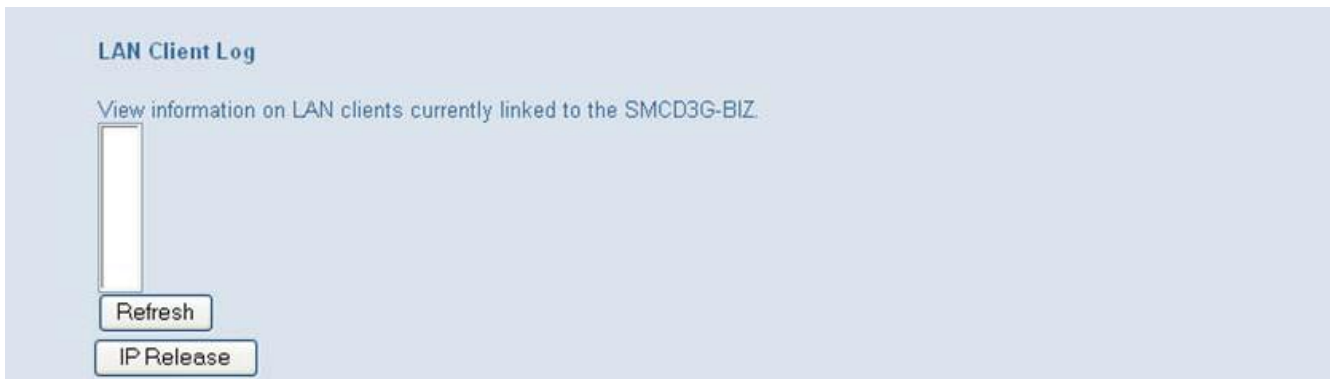 LAN Client Log
View information on LAN clients currently linked to the SMCD3G-BIZ.
Refresh
IP Release